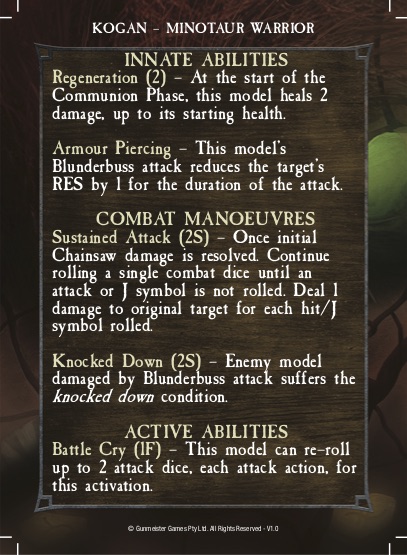 KOGAN – MINOTAUR WARRIOR
INNATE ABILITIES
Regeneration (2) – At the start of the
Communion Phase, this model heals 2
damage, up to its starting health.
Armour Piercing – This model's
Blunderbuss attack reduces the target's
RES by 1 for the duration of the attack.
COMBAT MANOEUVRES
Sustained Attack (2S) – Once initial
Chainsaw damage is resolved. Continue
rolling a single combat dice until an
attack or J symbol is not rolled. Deal 1
damage to original target for each hit/J
symbol rolled.
Knocked Down (2S) – Enemy model
damaged by Blunderbuss attack suffers the
knocked down condition.
ACTIVE ABILITIES
Battle Cry (1F) – This model can re-roll
up to 2 attack dice, each attack action, for
this activation.
© Gunmeister Games Pty Ltd. All Rights Reserved - V1.0